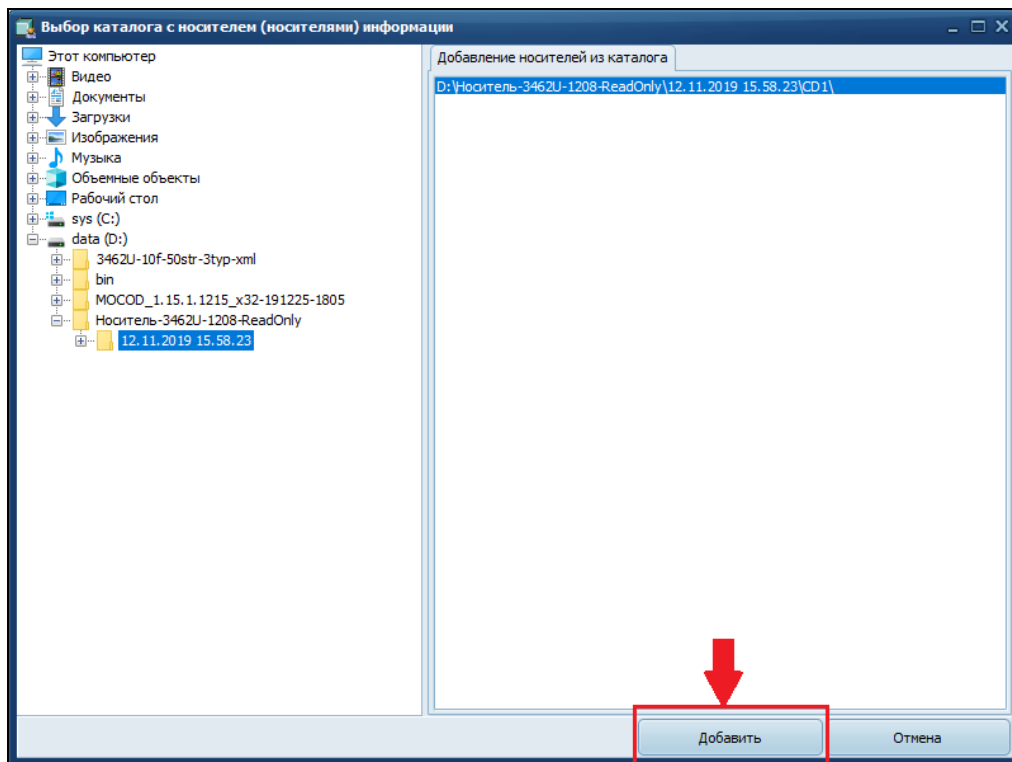 Выбор каталога с носителем (носителями) информации
Этот компьютер
Видео
Документы
Загрузки
Изображения
Музыка
Объемные объекты
Рабочий стол
sys (C:)
data (D:)
3462U-10f-50str-3typ-xml
bin
MOCOD_1.15.1.1215_x32-191225-1805
Носитель-3462U-1208-ReadOnly
12.11.2019 15.58.23
Добавление носителей из каталога
D:\Носитель-3462U-1208-ReadOnly\12.11.2019 15.58.23\CD1\
Добавить
Отмена